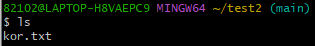 82102@LAPTOP-H8VAEPC9 MINGW64 ~/test2 (main)
$ ls
kor.txt